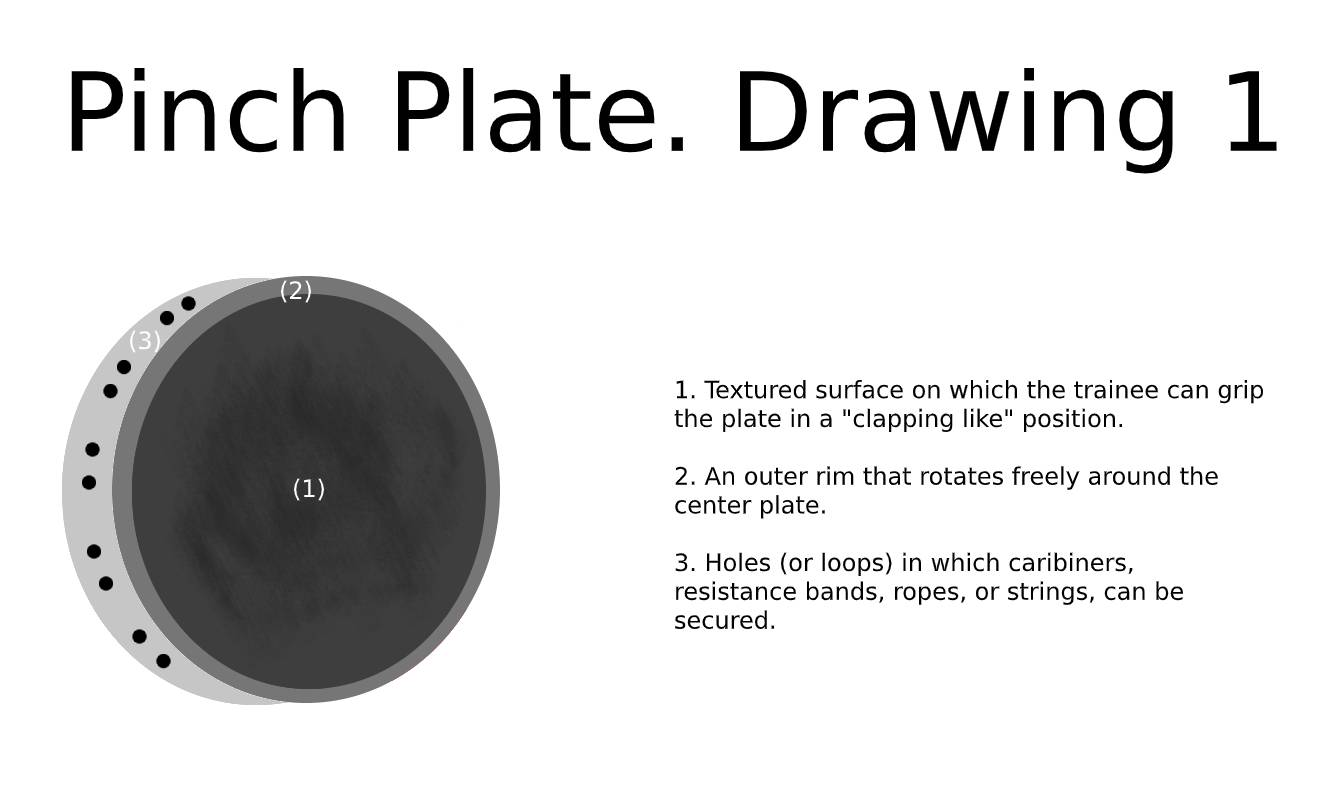 Pinch Plate. Drawing 1
(2)
(3)
(1)
1. Textured surface on which the trainee can grip
the plate in a "clapping like" position.
2. An outer rim that rotates freely around the
center plate.
3. Holes (or loops) in which caribiners,
resistance bands, ropes, or strings, can be
secured.